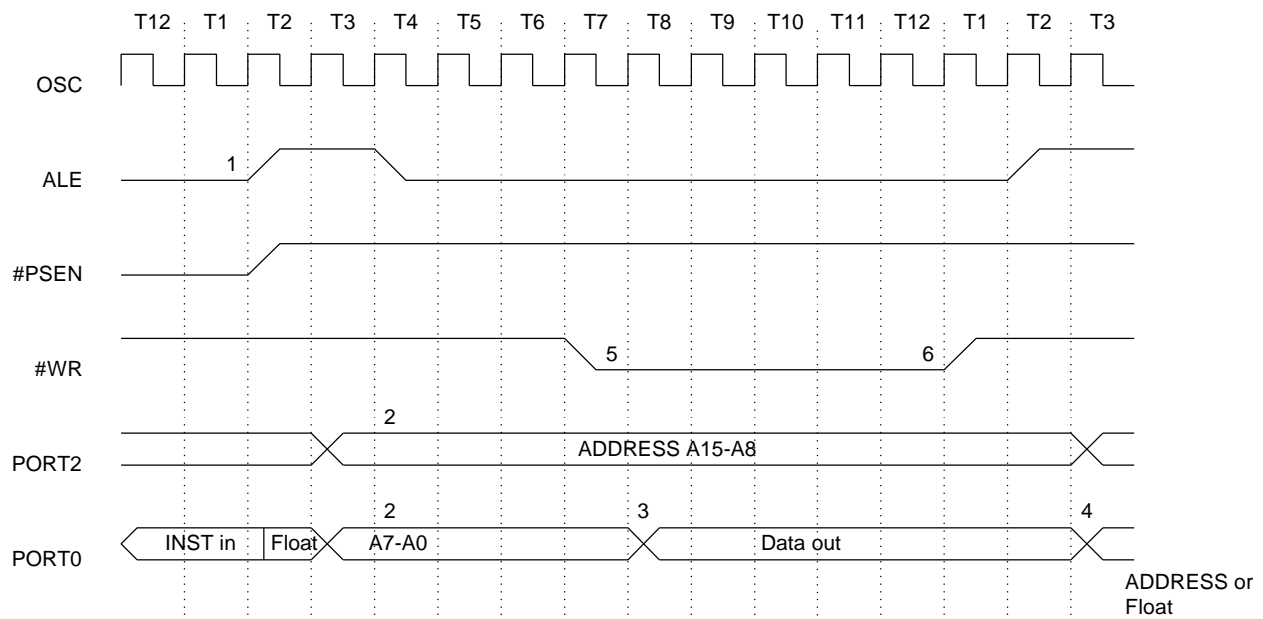 T12 T1 T2 T3 T4 T5 T6 T7 T8 T9 T10 T11 T12 T1 T2 T3
OSC
1
ALE
#PSEN
5 6
#WR
2
ADDRESS A15-A8
PORT2
2 3 4
INST in Float A7-A0 Data out
PORT0
ADDRESS or
Float